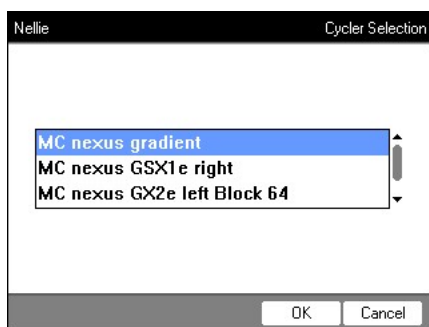 Nellie Cycler Selection
MC nexus gradient
MC nexus GSX1e right
MC nexus GX2e left Block 64
OK Cancel